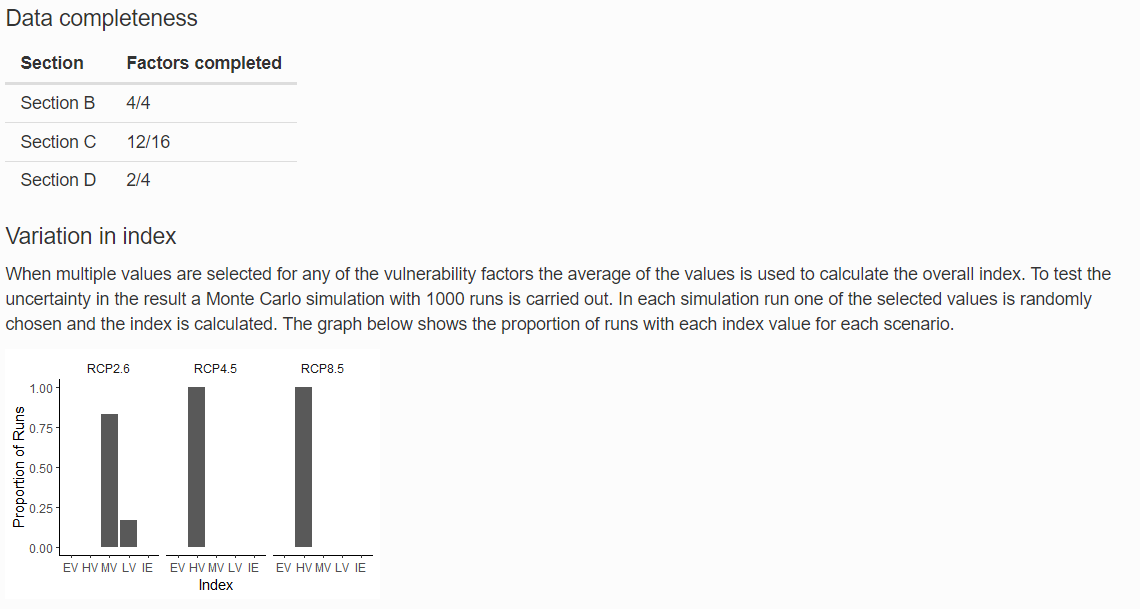 Data completeness
Section Factors completed
Section B 4/4
Section C 12/16
Section D 2/4
Variation in index
When multiple values are selected for any of the vulnerability factors the average of the values is used to calculate the overall index. To test the
uncertainty in the result a Monte Carlo simulation with 1000 runs is carried out. In each simulation run one of the selected values is randomly
chosen and the index is calculated. The graph below shows the proportion of runs with each index value for each scenario.
RCP2.6 RCP4.5 RCP8.5
Proportion of Runs
1.00
0.75
0.50
0.25
0.00
EV HV MV LV IE EV HV MV LV IE EV HV MV LV IE
Index